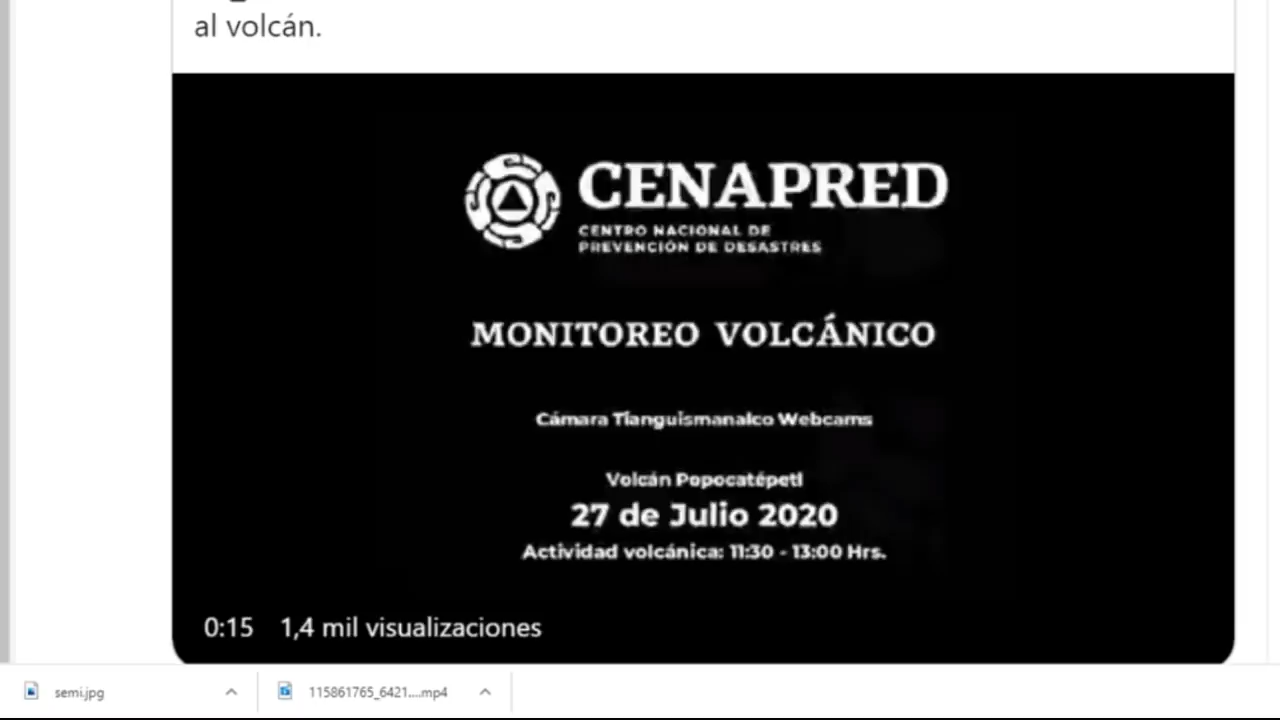 al volcán.
CENAPRED
CENTRO NACIONAL DE
PREVENCIÓN DE DESASTRES
MONITOREO VOLCÁNICO
Cámara Tianguismanalco Webcams
Volcán Popocatépetl
27 de Julio 2020
Actividad volcánica: 11:30 - 13:00 Hrs.
0:15 1,4 mil visualizaciones
semi.jpg 115861765_6421....mp4